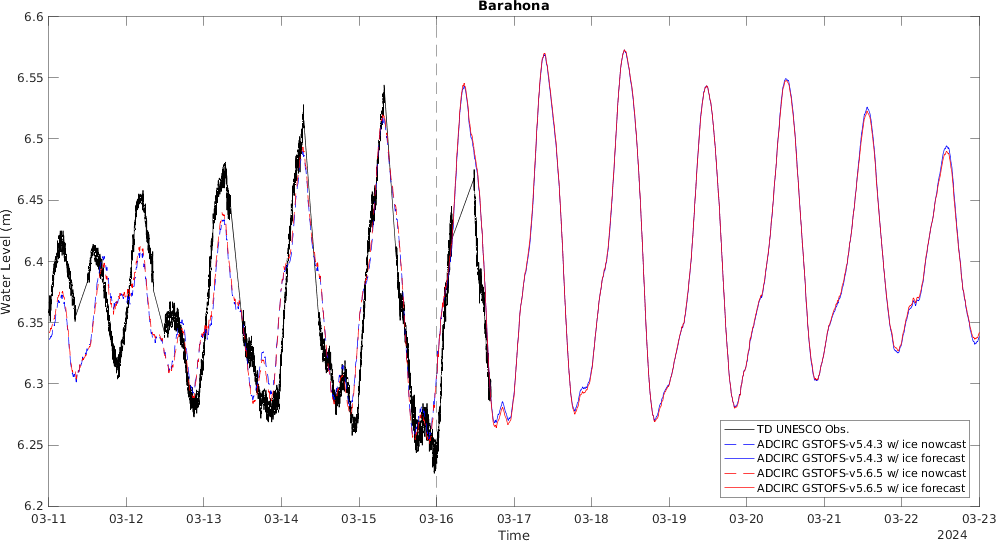 Barahona
Water Level (m)
6.6
6.55
6.5
6.45
6.4
6.35
6.3
6.25
6.2
TD UNESCO Obs.
ADCIRC GSTOFS-v5.4.3 w/ ice nowcast
ADCIRC GSTOFS-v5.4.3 w/ ice forecast
ADCIRC GSTOFS-v5.6.5 w/ ice nowcast
ADCIRC GSTOFS-v5.6.5 w/ ice forecast
03-11 03-12 03-13 03-14 03-15 03-16 03-17 03-18 03-19 03-20 03-21 03-22 03-23
Time
2024